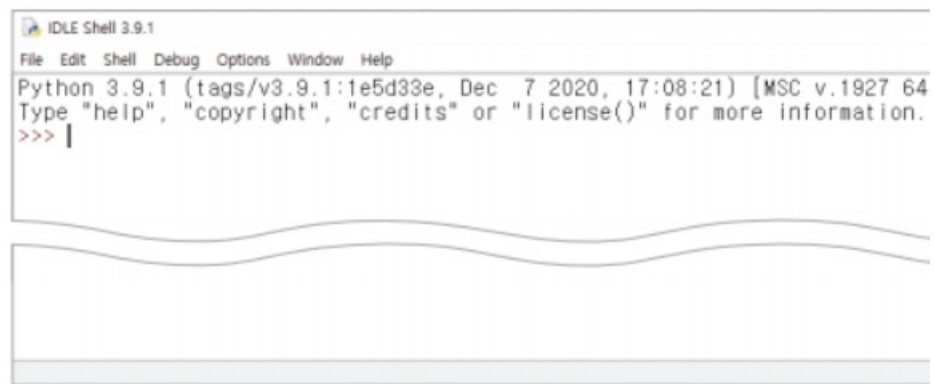 IDLE Shell 3.9.1
File Edit Shell Debug Options Window Help
Python 3.9.1 (tags/v3.9.1:1e5d33e, Dec  7 2020, 17:08:21) [MSC v.1927 64
Type "help", "copyright", "credits" or "license()" for more information.
>>>